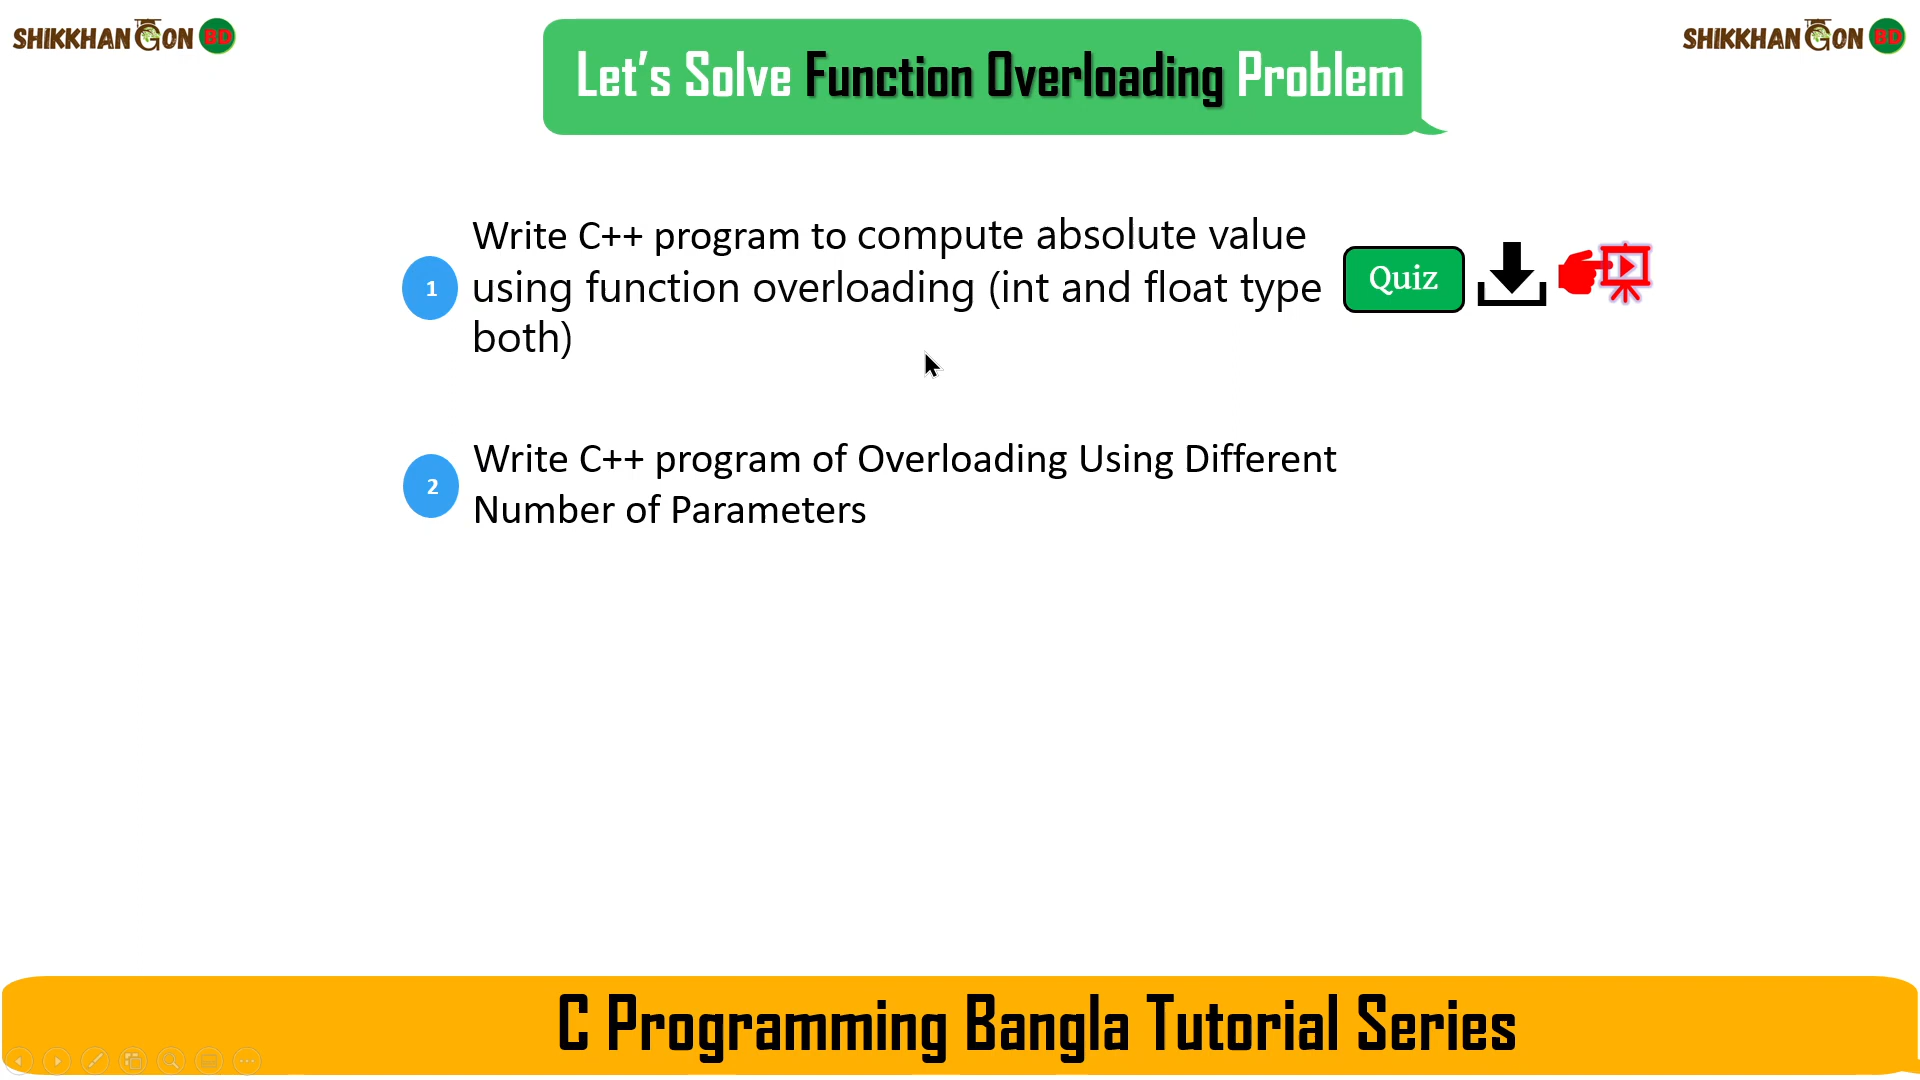 SHIKKHANGON BD
Let's Solve Function Overloading Problem
SHIKKHANGON BD
1
Write C++ program to compute absolute value
using function overloading (int and float type
both)
Quiz
2
Write C++ program of Overloading Using Different
Number of Parameters
C Programming Bangla Tutorial Series